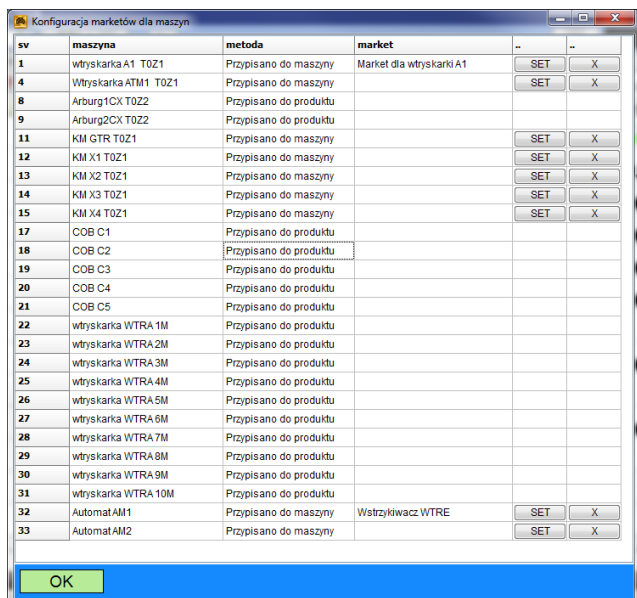 Konfiguracja marketów dla maszyn
sv maszyna metoda market .. ..
1 wtryskarka A1 T0Z1 Przypisano do maszyny Market dla wtryskarki A1 SET X
4 Wtryskarka ATM1 T0Z1 Przypisano do maszyny SET X
8 Arburg1CX T0Z2 Przypisano do produktu
9 Arburg2CX T0Z2 Przypisano do produktu
11 KM GTR T0Z1 Przypisano do maszyny SET X
12 KM X1 T0Z1 Przypisano do maszyny SET X
13 KM X2 T0Z1 Przypisano do maszyny SET X
14 KM X3 T0Z1 Przypisano do maszyny SET X
15 KM X4 T0Z1 Przypisano do maszyny SET X
17 COB C1 Przypisano do produktu
18 COB C2 Przypisano do produktu
19 COB C3 Przypisano do produktu
20 COB C4 Przypisano do produktu
21 COB C5 Przypisano do produktu
22 wtryskarka WTRA 1M Przypisano do produktu
23 wtryskarka WTRA 2M Przypisano do produktu
24 wtryskarka WTRA 3M Przypisano do produktu
25 wtryskarka WTRA 4M Przypisano do produktu
26 wtryskarka WTRA 5M Przypisano do produktu
27 wtryskarka WTRA 6M Przypisano do produktu
28 wtryskarka WTRA 7M Przypisano do produktu
29 wtryskarka WTRA 8M Przypisano do produktu
30 wtryskarka WTRA 9M Przypisano do produktu
31 wtryskarka WTRA 10M Przypisano do produktu
32 Automat AM1 Przypisano do maszyny Wstrzykiwacz WTRE SET X
33 Automat AM2 Przypisano do maszyny SET X
OK